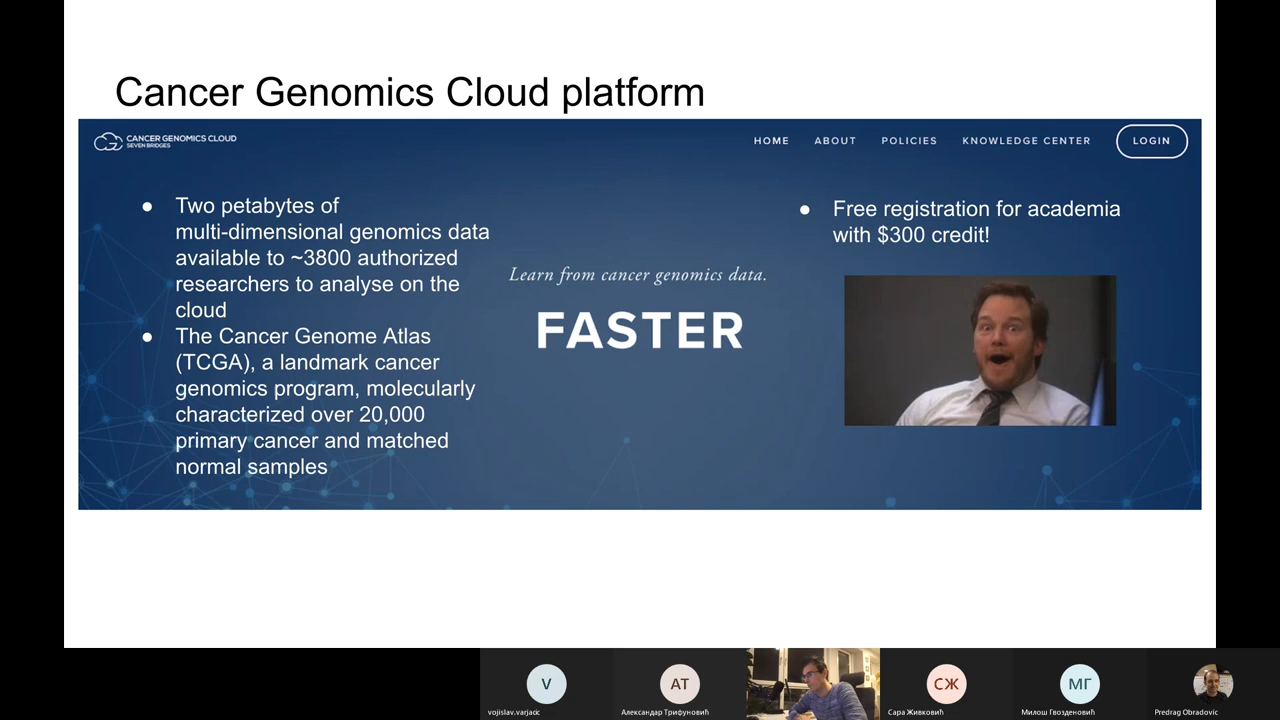 Cancer Genomics Cloud platform
CANCER GENOMICS CLOUD
SEVEN BRIDGES
HOME ABOUT POLICIES KNOWLEDGE CENTER LOGIN
● Two petabytes of
multi-dimensional genomics data
available to ~3800 authorized
researchers to analyse on the
cloud
● The Cancer Genome Atlas
(TCGA), a landmark cancer
genomics program, molecularly
characterized over 20,000
primary cancer and matched
normal samples
Learn from cancer genomics data.
FASTER
● Free registration for academia
with $300 credit!
V
vojislav.varjacic
АТ
Александар Трифуновић
СЖ
Сара Живковић
МГ
Милош Гвозденовић
Predrag Obradovic